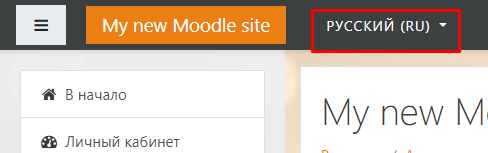 My new Moodle site
РУССКИЙ (RU)
В начало
Личный кабинет
My new M